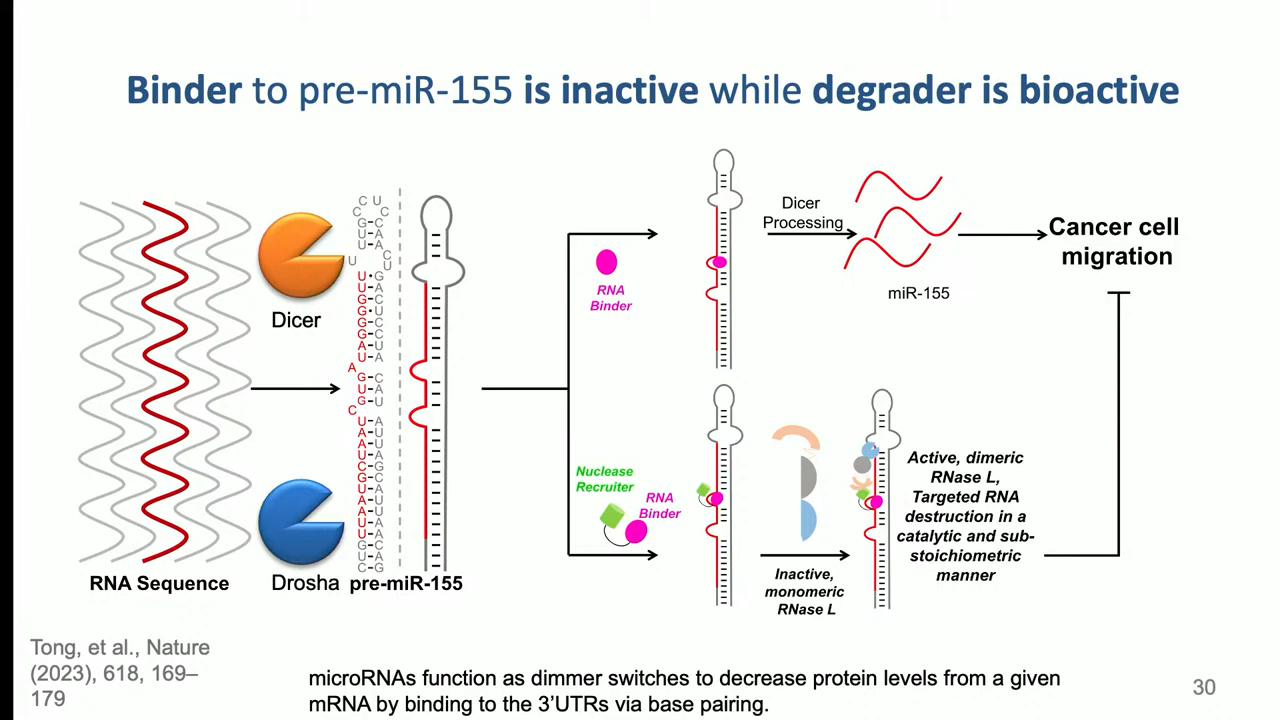 Binder to pre-miR-155 is inactive while degrader is bioactive
Dicer
Drosha
RNA Sequence
C U
C C
G-C
U-A
U-A
U C
U
U•G
U-A
G-C
G•U
G-C
G-C
A-U
U-A
A
G-C
U-A
G-U
C
U-A
A-U
A-U
U-A
C-G
G-C
U-A
A-U
A-U
U-A
U-A
G-C
U-A
C-G
pre-miR-155
RNA
Binder
Dicer
Processing
miR-155
Cancer cell
migration
Nuclease
Recruiter
RNA
Binder
Inactive,
monomeric
RNase L
Active, dimeric
RNase L,
Targeted RNA
destruction in a
catalytic and sub-
stoichiometric
manner
Tong, et al., Nature
(2023), 618, 169–
179
microRNAs function as dimmer switches to decrease protein levels from a given
mRNA by binding to the 3’UTRs via base pairing.
30